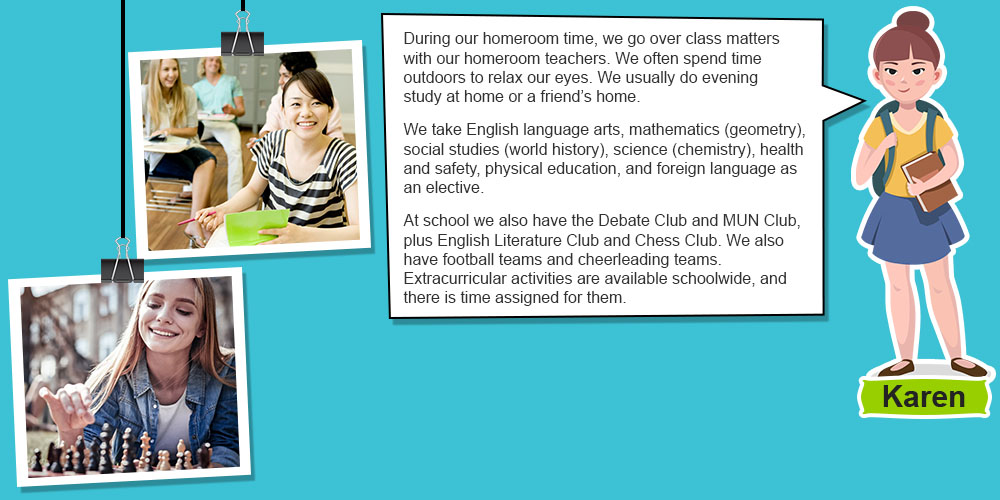 During our homeroom time, we go over class matters
with our homeroom teachers. We often spend time
outdoors to relax our eyes. We usually do evening
study at home or a friend’s home.
We take English language arts, mathematics (geometry),
social studies (world history), science (chemistry), health
and safety, physical education, and foreign language as
an elective.
At school we also have the Debate Club and MUN Club,
plus English Literature Club and Chess Club. We also
have football teams and cheerleading teams.
Extracurricular activities are available schoolwide, and
there is time assigned for them.
Karen